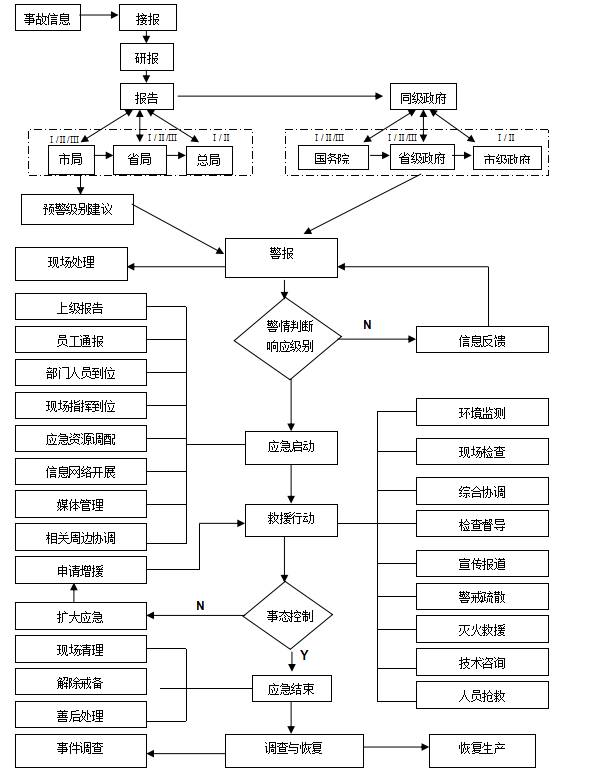 事故信息
接报
研报
报告
同级政府
I / II / III
I / II / III
I / II
I / II / III
I / II / III
I / II
市局
省局
总局
国务院
省级政府
市级政府
预警级别建议
警报
现场处理
上级报告
员工通报
部门人员到位
现场指挥到位
应急资源调配
信息网络开展
媒体管理
相关周边协调
申请增援
扩大应急
现场清理
解除戒备
善后处理
事件调查
警情判断
响应级别
N
信息反馈
应急启动
救援行动
事态控制
N
Y
应急结束
调查与恢复
恢复生产
环境监测
现场检查
综合协调
检查督导
宣传报道
警戒疏散
灭火救援
技术咨询
人员抢救